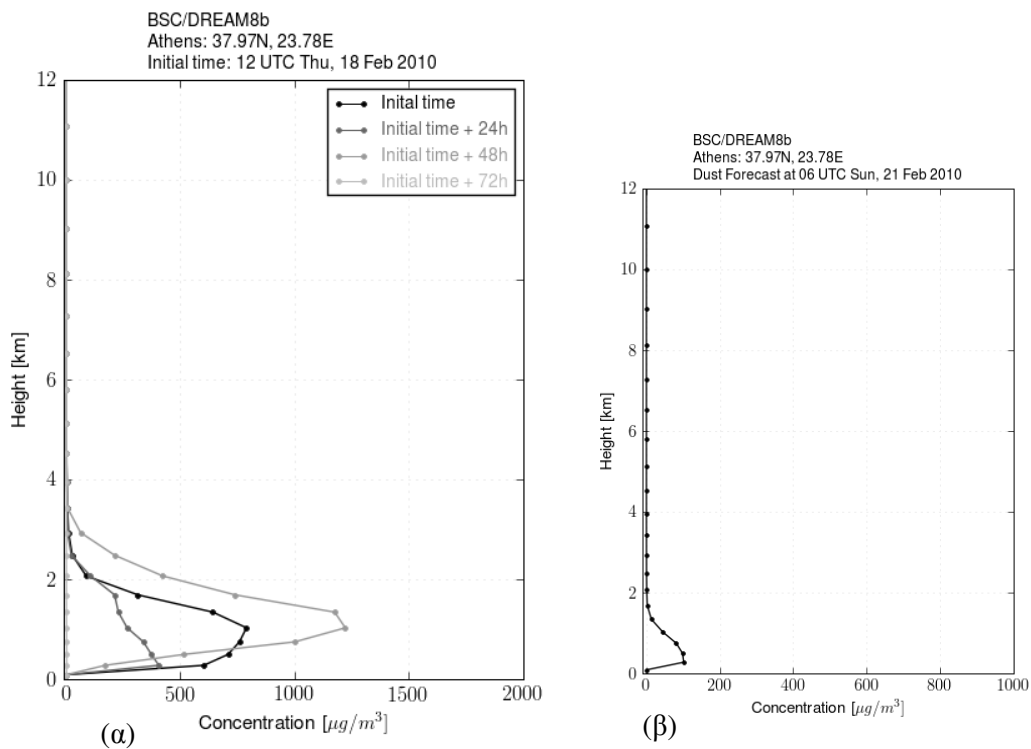 BSC/DREAM8b
Athens: 37.97N, 23.78E
Initial time: 12 UTC Thu, 18 Feb 2010
12
10
8
6
4
2
0
Height [km]
Inital time
Initial time + 24h
Initial time + 48h
Initial time + 72h
0 500 1000 1500 2000
Concentration [μg/m³]
(α)
BSC/DREAM8b
Athens: 37.97N, 23.78E
Dust Forecast at 06 UTC Sun, 21 Feb 2010
12
10
8
6
4
2
0
Height [km]
0 200 400 600 800 1000
Concentration [μg/m³]
(β)